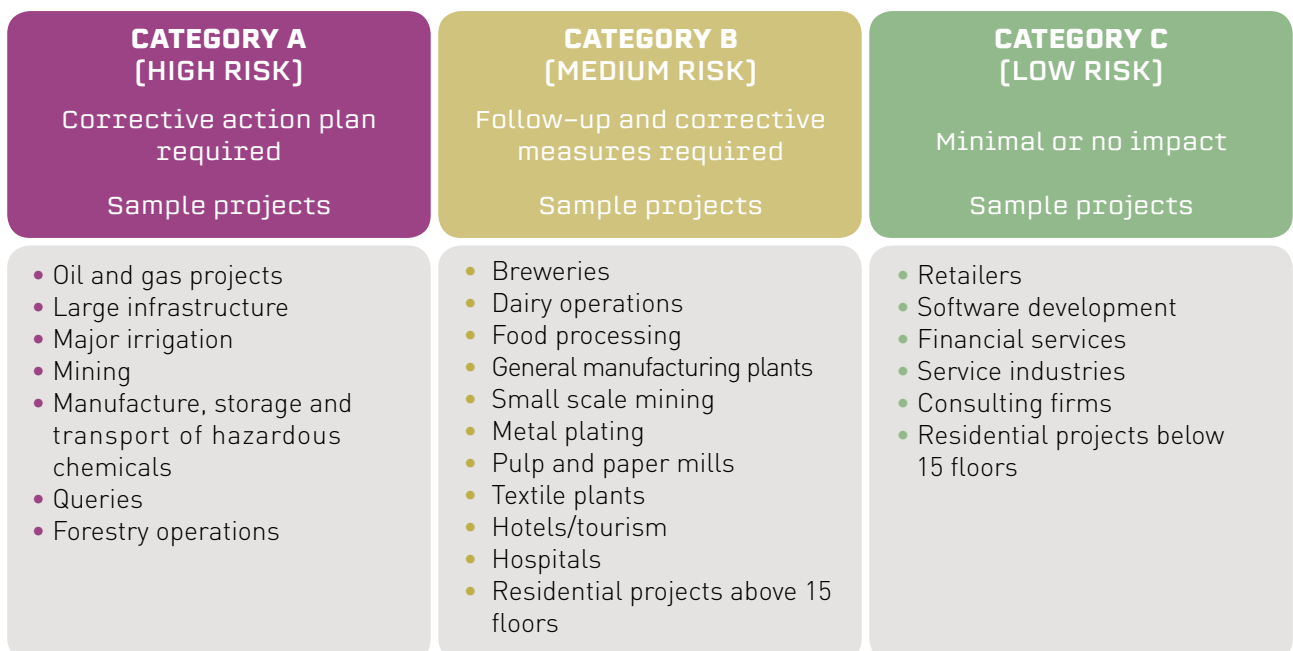 CATEGORY A
(HIGH RISK)
Corrective action plan
required
Sample projects
• Oil and gas projects
• Large infrastructure
• Major irrigation
• Mining
• Manufacture, storage and
transport of hazardous
chemicals
• Queries
• Forestry operations
CATEGORY B
(MEDIUM RISK)
Follow-up and corrective
measures required
Sample projects
• Breweries
• Dairy operations
• Food processing
• General manufacturing plants
• Small scale mining
• Metal plating
• Pulp and paper mills
• Textile plants
• Hotels/tourism
• Hospitals
• Residential projects above 15
floors
CATEGORY C
(LOW RISK)
Minimal or no impact
Sample projects
• Retailers
• Software development
• Financial services
• Service industries
• Consulting firms
• Residential projects below
15 floors